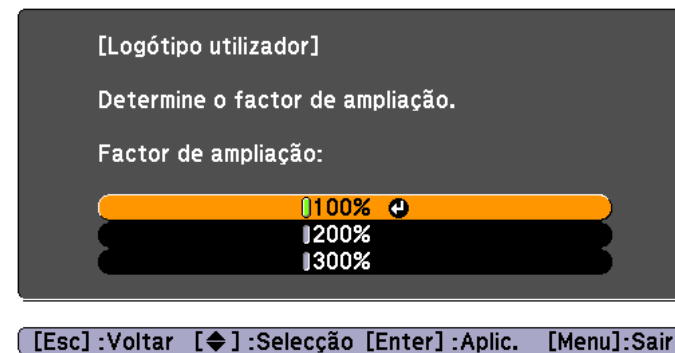 [Logótipo utilizador]
Determine o factor de ampliação.
Factor de ampliação:
100%
200%
300%
[Esc] :Voltar [◆] :Selecção [Enter] :Aplic. [Menu]:Sair